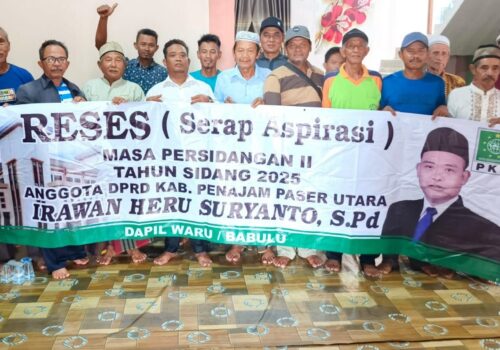 RESES ( Serap Aspirasi )
MASA PERSIDANGAN II
TAHUN SIDANG 2025
ANGGOTA DPRD KAB. PENAJAM PASER UTARA
IRAWAN HERU SURYANTO, S.Pd
DAPIL WARU / BABULU
PK